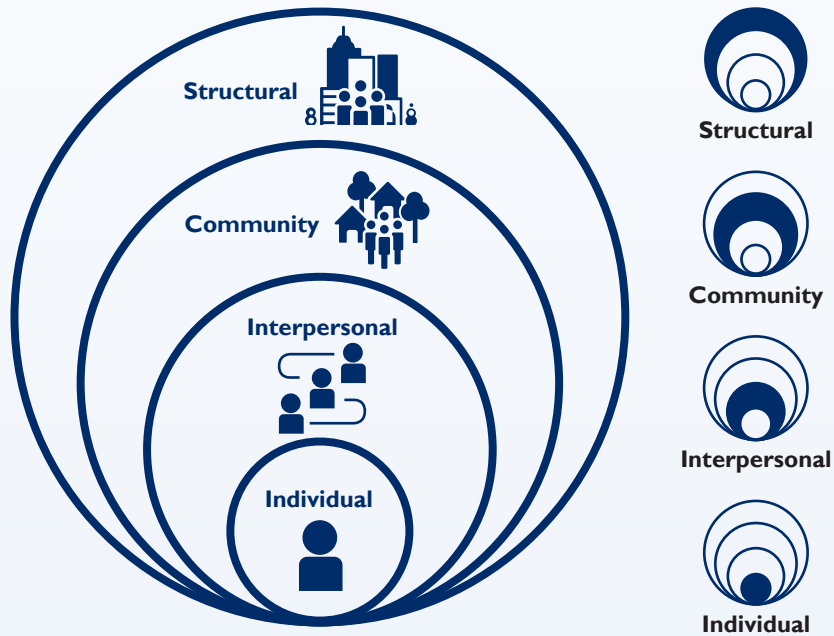 Structural
Community
Interpersonal
Individual
Structural
Community
Interpersonal
Individual